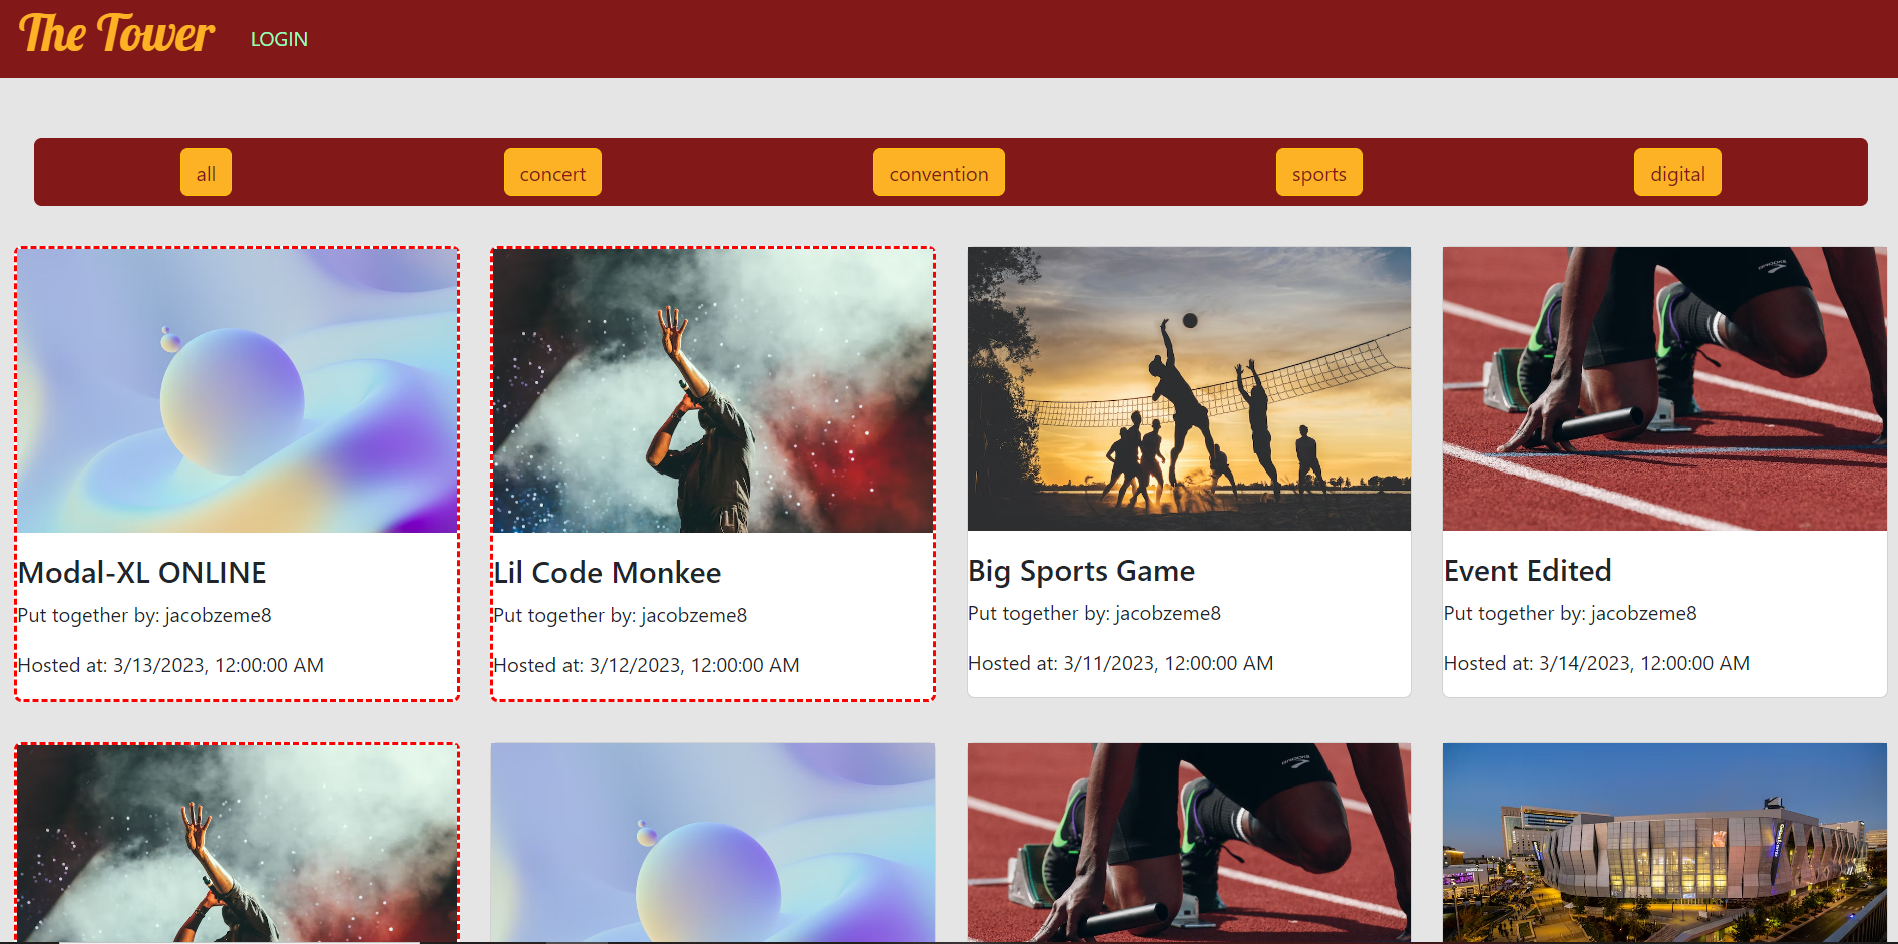 The Tower LOGIN
all concert convention sports digital
Modal-XL ONLINE
Put together by: jacobzeme8
Hosted at: 3/13/2023, 12:00:00 AM
Lil Code Monkee
Put together by: jacobzeme8
Hosted at: 3/12/2023, 12:00:00 AM
Big Sports Game
Put together by: jacobzeme8
Hosted at: 3/11/2023, 12:00:00 AM
Event Edited
Put together by: jacobzeme8
Hosted at: 3/14/2023, 12:00:00 AM